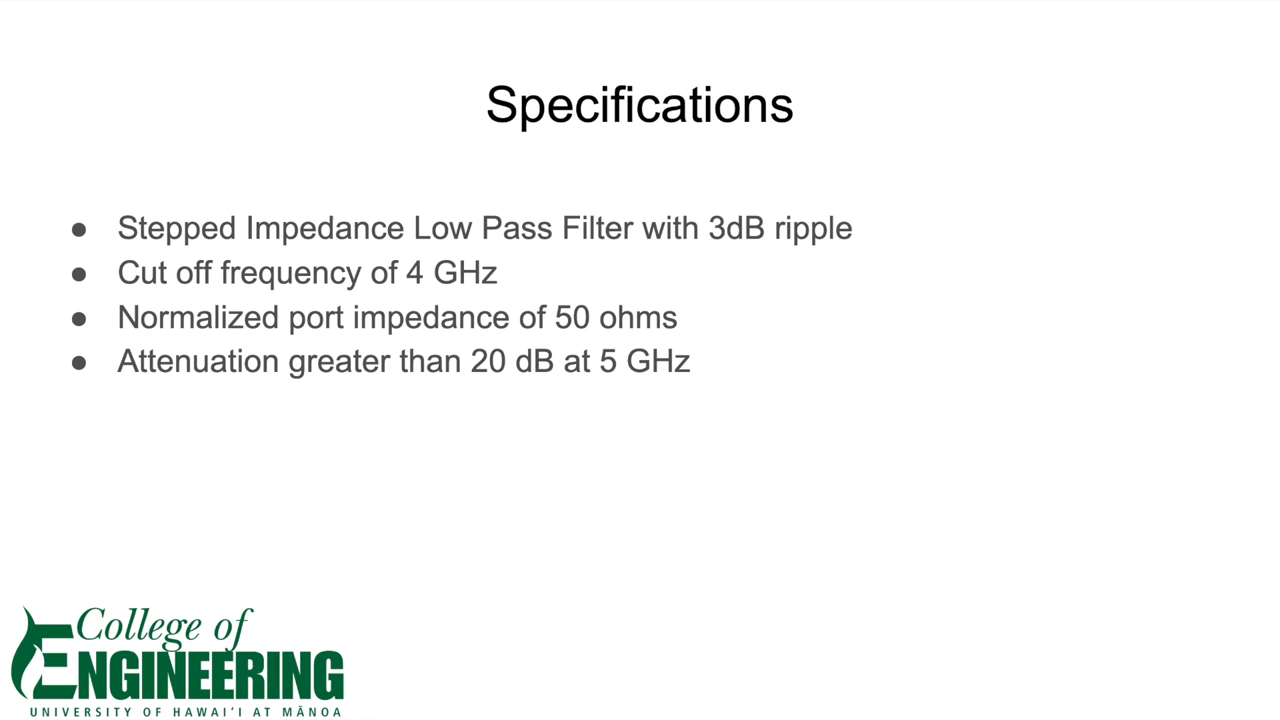 Specifications
● Stepped Impedance Low Pass Filter with 3dB ripple
● Cut off frequency of 4 GHz
● Normalized port impedance of 50 ohms
● Attenuation greater than 20 dB at 5 GHz
College of
ENGINEERING
UNIVERSITY OF HAWAI'I AT MĀNOA